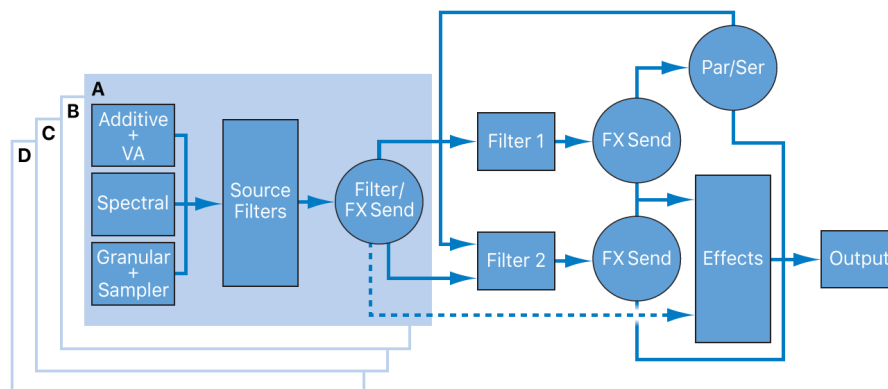 A
B
C
D
Additive
+
VA
Spectral
Granular
+
Sampler
Source
Filters
Filter/
FX Send
Filter 1
FX Send
Par/Ser
Filter 2
FX Send
Effects
Output